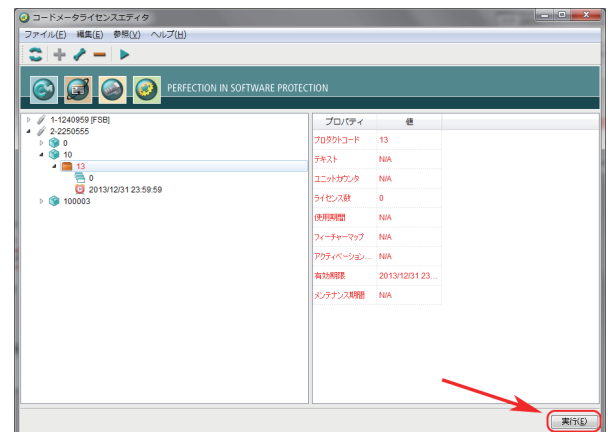 コードメータライセンスエディタ
ファイル(F) 編集(E) 参照(V) ヘルプ(H)
PERFECTION IN SOFTWARE PROTECTION
1-1240959 [FSB]
2-2250555
0
10
13
0
2013/12/31 23:59:59
100003
プロパティ 値
プロダクトコード 13
テキスト N/A
ユニットカウンタ N/A
ライセンス数 0
使用期間 N/A
フィーチャーマップ N/A
アクティベーション... N/A
有効期限 2013/12/31 23...
メンテナンス期間 N/A
実行(E)